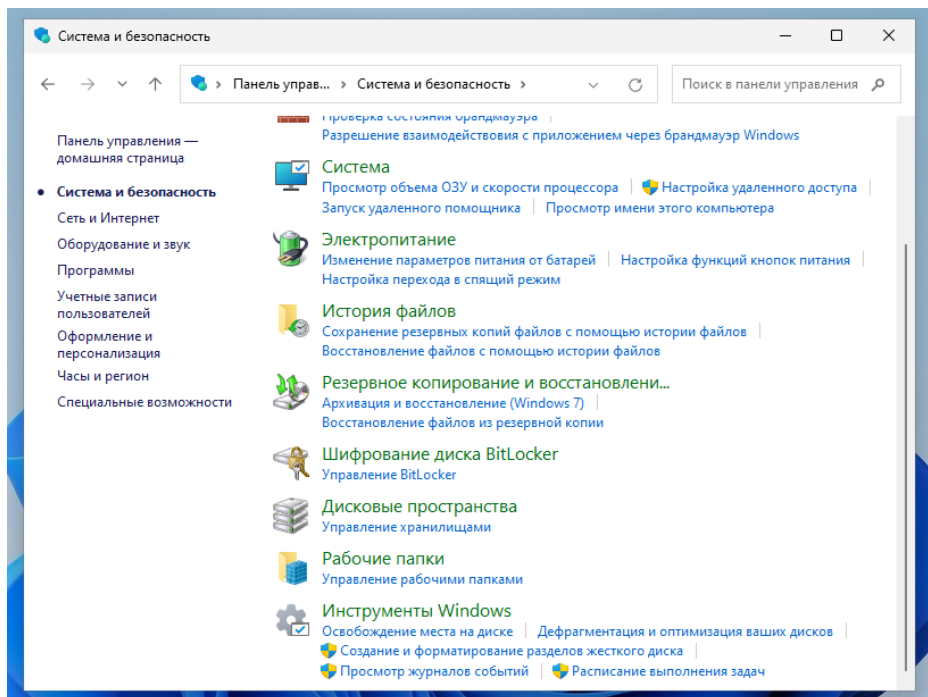 Система и безопасность
Панель управ... › Система и безопасность ›
Поиск в панели управления
Панель управления —
домашняя страница
Система и безопасность
Сеть и Интернет
Оборудование и звук
Программы
Учетные записи
пользователей
Оформление и
персонализация
Часы и регион
Специальные возможности
Проверка состояния брандмауэра
Разрешение взаимодействовия с приложением через брандмауэр Windows
Система
Просмотр объема ОЗУ и скорости процессора
Настройка удаленного доступа
Запуск удаленного помощника
Просмотр имени этого компьютера
Электропитание
Изменение параметров питания от батарей
Настройка функций кнопок питания
Настройка перехода в спящий режим
История файлов
Сохранение резервных копий файлов с помощью истории файлов
Восстановление файлов с помощью истории файлов
Резервное копирование и восстановлени...
Архивация и восстановление (Windows 7)
Восстановление файлов из резервной копии
Шифрование диска BitLocker
Управление BitLocker
Дисковые пространства
Управление хранилищами
Рабочие папки
Управление рабочими папками
Инструменты Windows
Освобождение места на диске
Дефрагментация и оптимизация ваших дисков
Создание и форматирование разделов жесткого диска
Просмотр журналов событий
Расписание выполнения задач